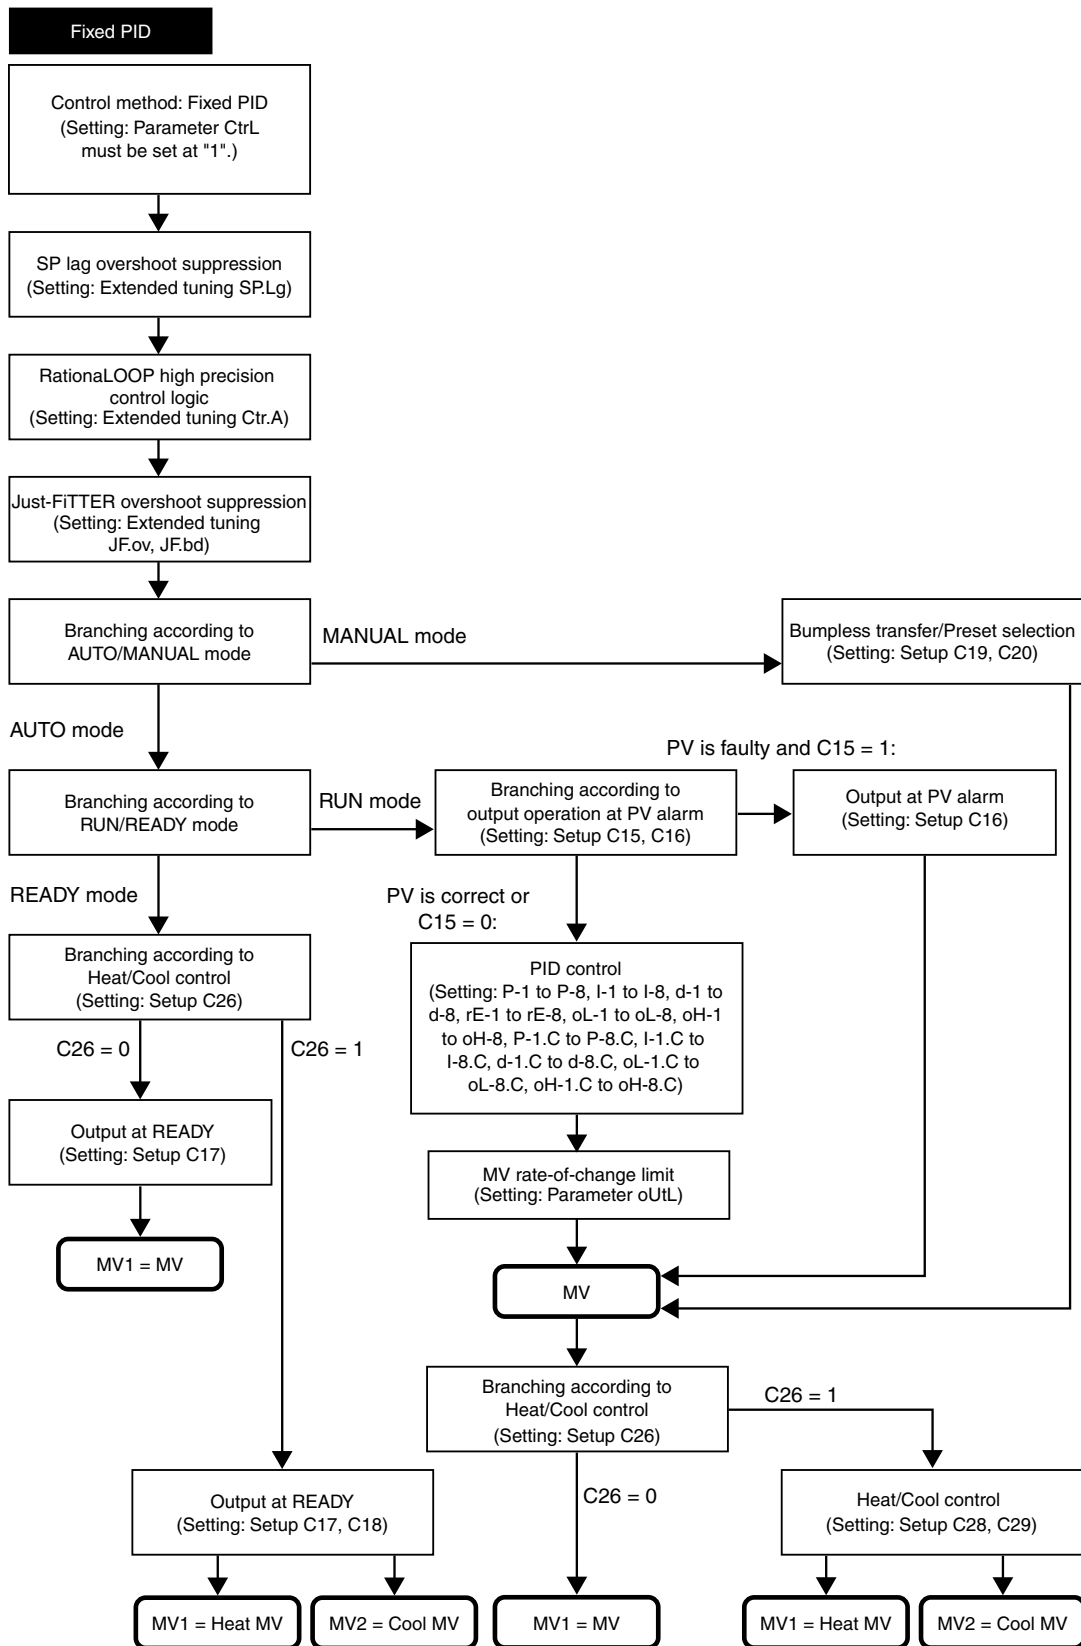 Fixed PID
Control method: Fixed PID
(Setting: Parameter CtrL
must be set at "1".)
SP lag overshoot suppression
(Setting: Extended tuning SP.Lg)
RationaLOOP high precision
control logic
(Setting: Extended tuning Ctr.A)
Just-FiTTER overshoot suppression
(Setting: Extended tuning
JF.ov, JF.bd)
Branching according to
AUTO/MANUAL mode
MANUAL mode
Bumpless transfer/Preset selection
(Setting: Setup C19, C20)
AUTO mode
PV is faulty and C15 = 1:
Branching according to
RUN/READY mode
RUN mode
Branching according to
output operation at PV alarm
(Setting: Setup C15, C16)
Output at PV alarm
(Setting: Setup C16)
READY mode
PV is correct or
C15 = 0:
Branching according to
Heat/Cool control
(Setting: Setup C26)
PID control
(Setting: P-1 to P-8, I-1 to I-8, d-1 to
d-8, rE-1 to rE-8, oL-1 to oL-8, oH-1
to oH-8, P-1.C to P-8.C, I-1.C to
I-8.C, d-1.C to d-8.C, oL-1.C to
oL-8.C, oH-1.C to oH-8.C)
C26 = 0
C26 = 1
Output at READY
(Setting: Setup C17)
MV rate-of-change limit
(Setting: Parameter oUtL)
MV1 = MV
MV
Branching according to
Heat/Cool control
(Setting: Setup C26)
C26 = 1
C26 = 0
Output at READY
(Setting: Setup C17, C18)
Heat/Cool control
(Setting: Setup C28, C29)
MV1 = Heat MV
MV2 = Cool MV
MV1 = MV
MV1 = Heat MV
MV2 = Cool MV